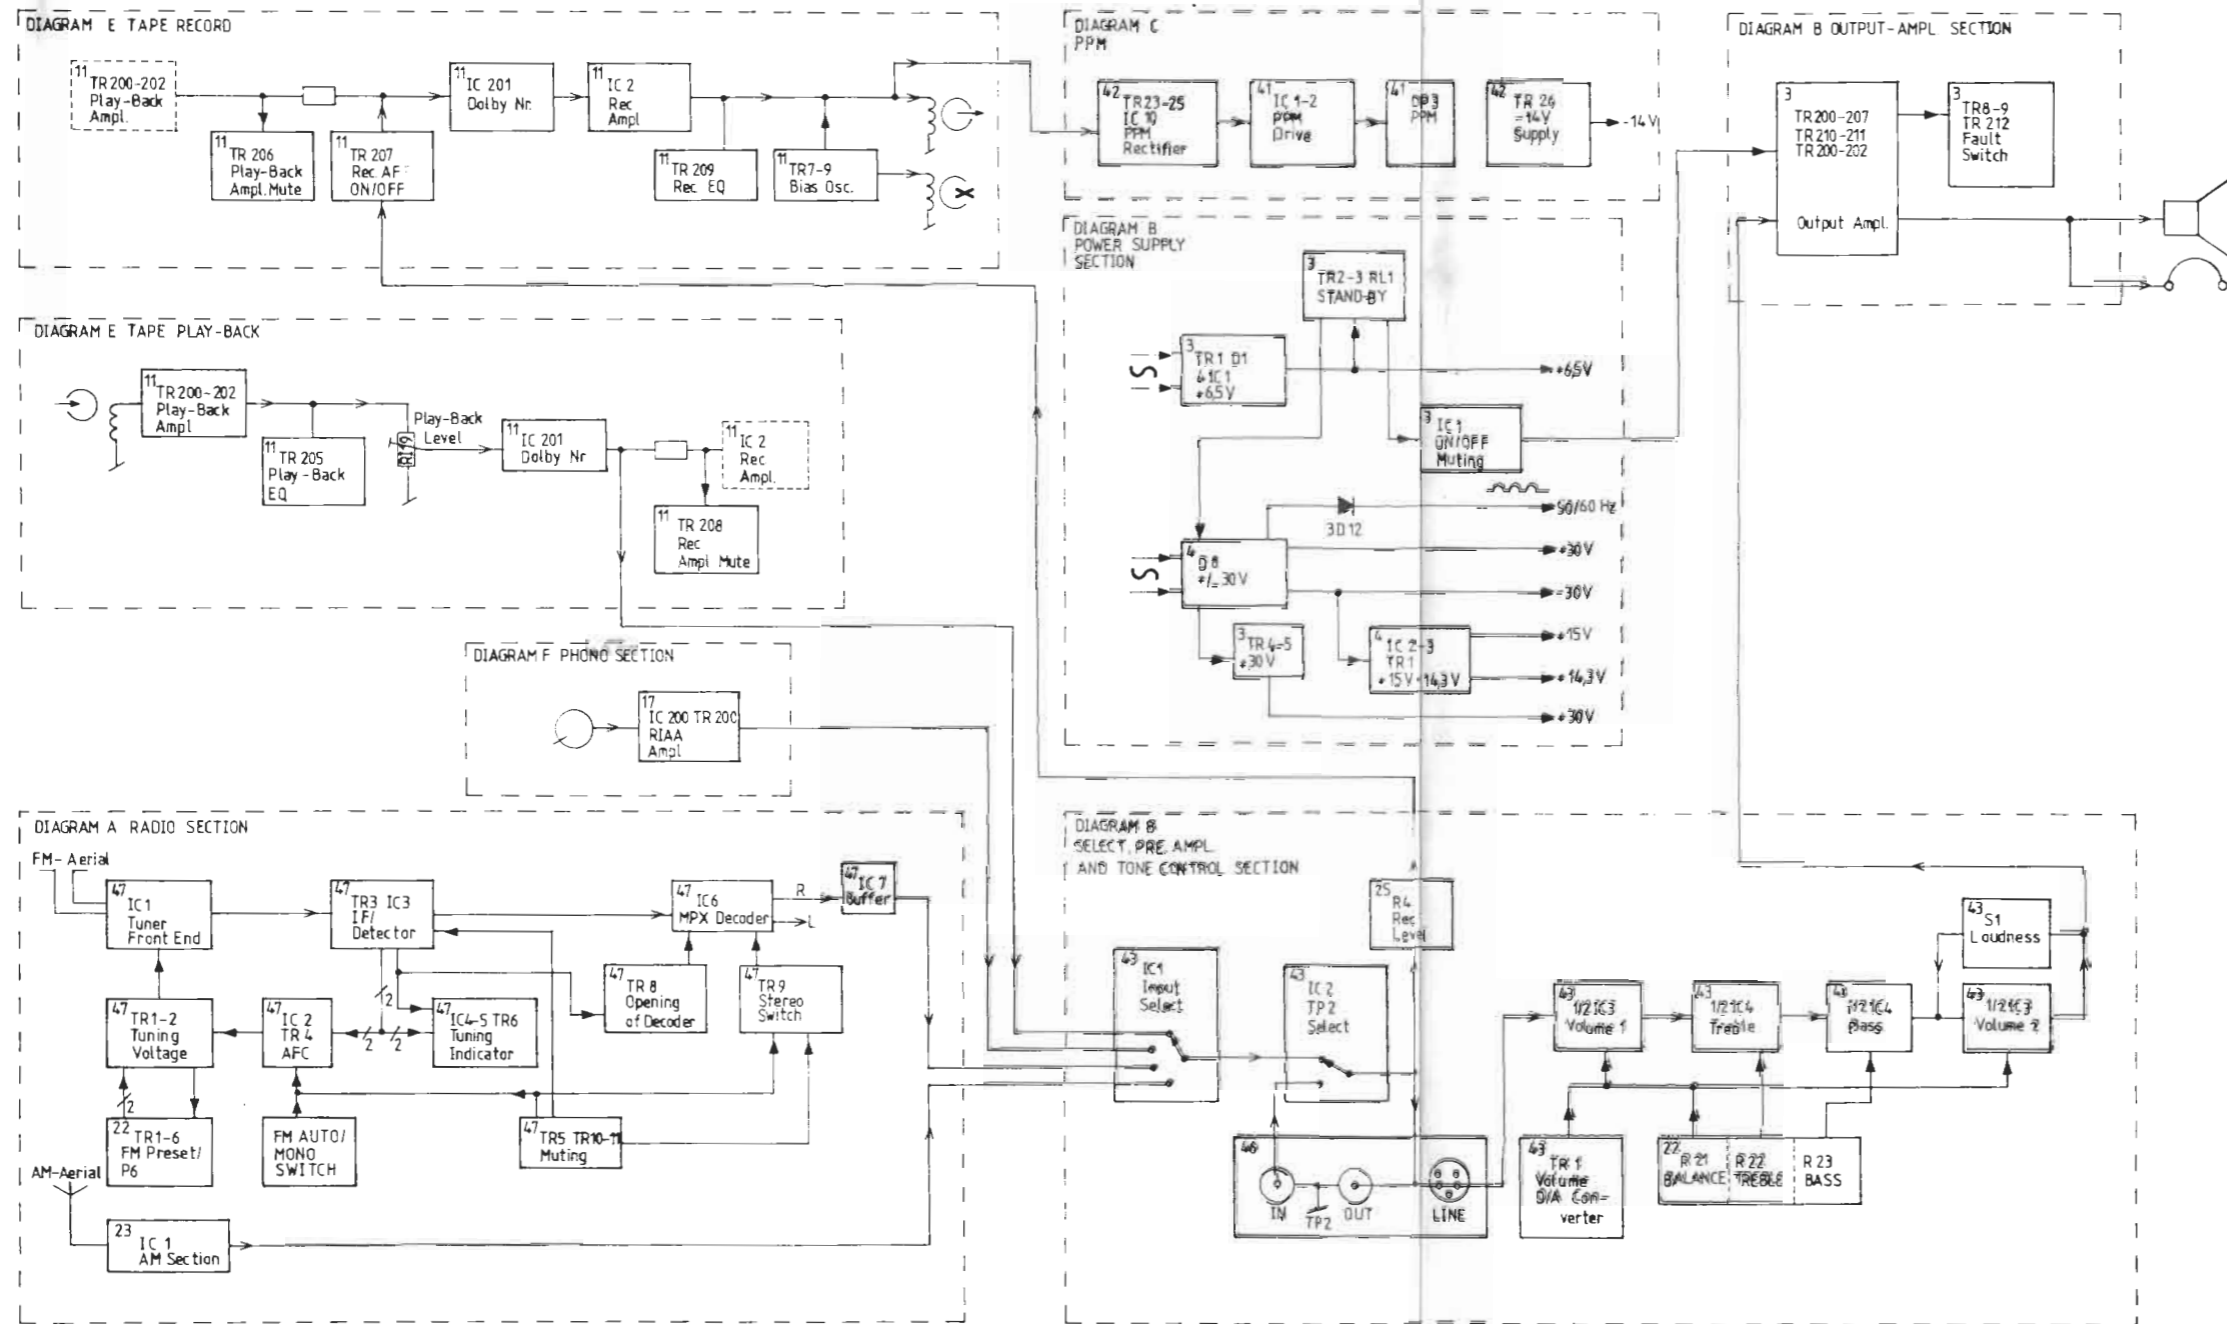 DIAGRAM E TAPE RECORD
11
TR 200-202
Play-Back
Ampl.
11
TR 206
Play-Back
Ampl. Mute
11
TR 207
Rec. AF
ON/OFF
11
IC 201
Dolby Nr.
11
IC 2
Rec
Ampl
11
TR 209
Rec EQ
11
TR7-9
Bias Osc.
DIAGRAM C
PPM
42
TR23-25
IC 10
PPM
Rectifier
41
IC 1-2
PPM
Drive
41
DP3
PPM
42
TR 26
-14V
Supply
-14V
DIAGRAM B OUTPUT-AMPL. SECTION
3
TR200-207
TR210-211
TR200-202
Output Ampl.
3
TR8-9
TR 212
Fault
Switch
DIAGRAM B
POWER SUPPLY
SECTION
3
TR2-3 RL1
STAND-BY
3
TR1 D1
41C1
+6,5V
+6,5V
3
IC 1
ON/OFF
Muting
3D12
50/60 Hz
4
D8
+/-30V
+30V
-30V
3
TR4-5
+30V
4
IC 2-3
TR1
+15V+14,3V
+15V
+14,3V
+30V
DIAGRAM E TAPE PLAY-BACK
11
TR200-202
Play-Back
Ampl
11
TR 205
Play-Back
EQ
R119
Play-Back
Level
11
IC 201
Dolby Nr
11
IC 2
Rec
Ampl.
11
TR 208
Rec
Ampl Mute
DIAGRAM F PHONO SECTION
17
IC 200 TR 200
RIAA
Ampl
DIAGRAM A RADIO SECTION
FM-Aerial
47
IC1
Tuner
Front End
47
TR3 IC3
IF/
Detector
47
IC6
MPX Decoder
R
L
47
IC 7
Buffer
47
TR1-2
Tuning
Voltage
47
IC 2
TR 4
AFC
2
2
2
47
IC4-5 TR6
Tuning
Indicator
47
TR 8
Opening
of Decoder
47
TR9
Stereo
Switch
2
22
TR1-6
FM Preset/
P6
FM AUTO/
MONO
SWITCH
47
TR5 TR10-11
Muting
AM-Aerial
23
IC 1
AM Section
DIAGRAM B
SELECT, PRE. AMPL.
AND TONE CONTROL SECTION
25
R4
Rec
Level
43
IC1
Input
Select
43
IC 2
TP 2
Select
46
IN
TP2
OUT
LINE
43
1/2 IC3
Volume 1
43
1/2 IC4
Treble
43
1/2 IC4
Bass
43
S1
Loudness
43
1/2 IC3
Volume 2
43
TR 1
Volume
D/A Con-
verter
22
R 21
BALANCE
R 22
TREBLE
R 23
BASS